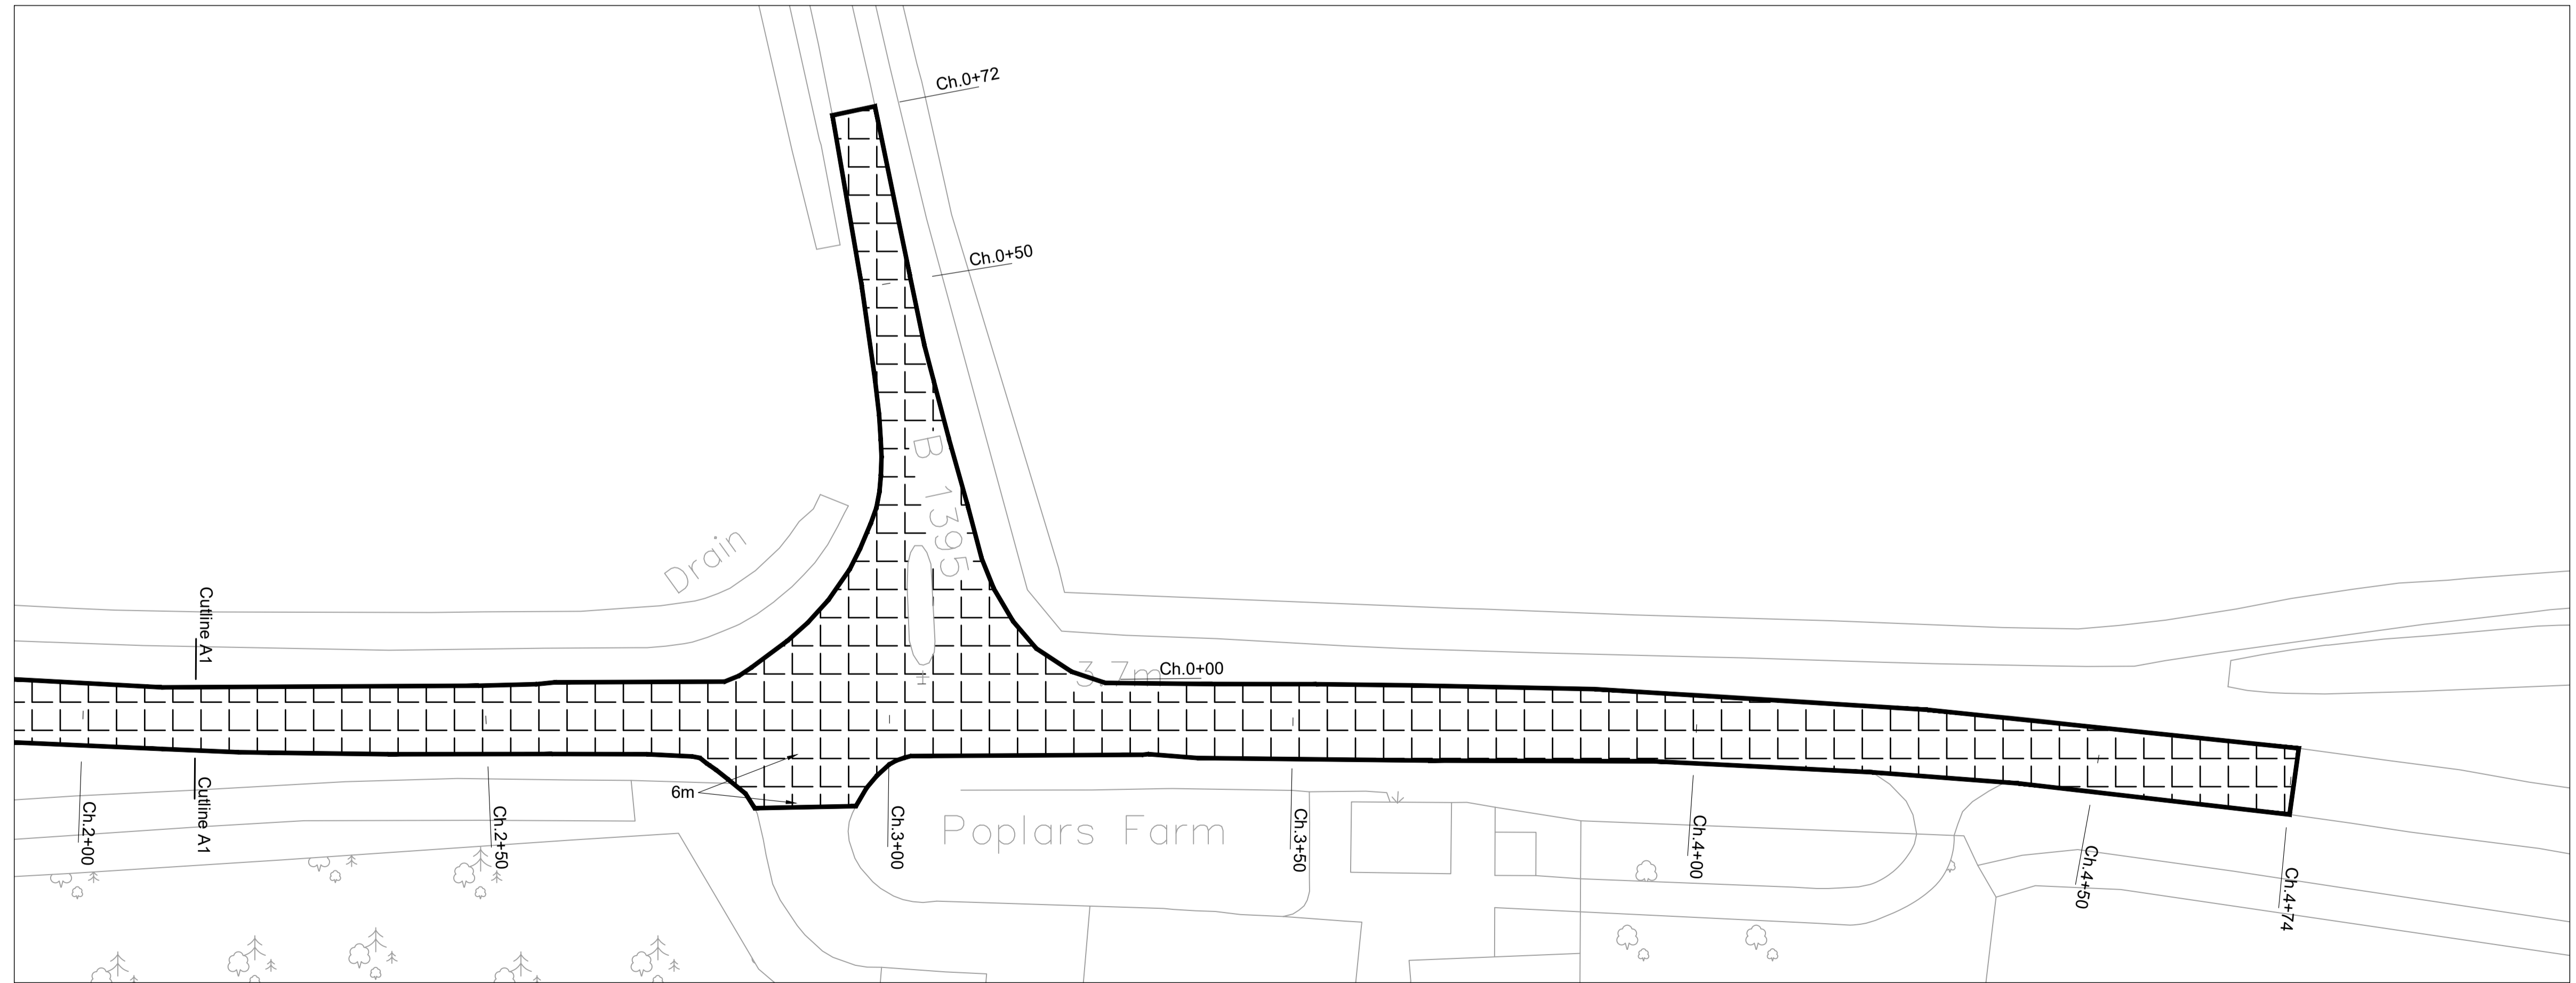 Ch.0+72
Ch.0+50
B 1395
Drain
Cutline A1
3.7m
Ch.0+00
6m
Cutline A1
Ch.2+00
Ch.2+50
Ch.3+00
Poplars Farm
Ch.3+50
Ch.4+00
Ch.4+50
Ch.4+74